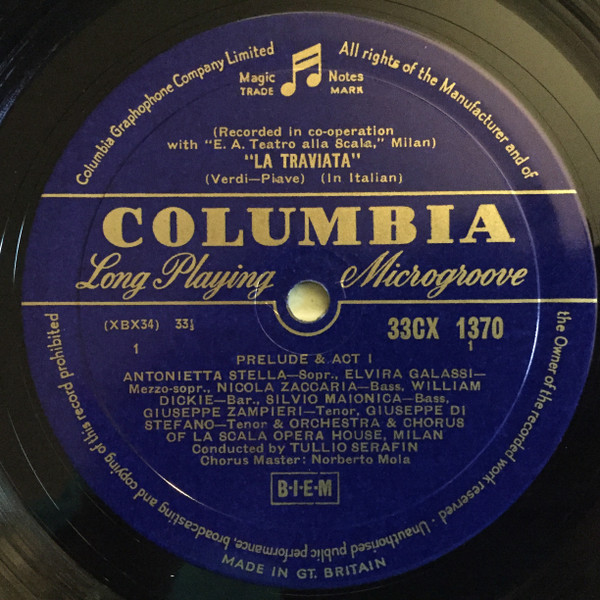 Columbia Graphophone Company Limited
All rights of the Manufacturer and of
the Owner of the recorded work reserved · Unauthorised public performance, broadcasting and copying of this record prohibited
Magic Notes
TRADE MARK
(Recorded in co-operation
with "E. A. Teatro alla Scala," Milan)
"LA TRAVIATA"
(Verdi—Piave) (In Italian)
COLUMBIA
Long Playing Microgroove
(XBX34) 33⅓ 33CX 1370
1 1
PRELUDE & ACT I
ANTONIETTA STELLA—Sopr., ELVIRA GALASSI—
Mezzo-sopr., NICOLA ZACCARIA—Bass, WILLIAM
DICKIE—Bar., SILVIO MAIONICA—Bass,
GIUSEPPE ZAMPIERI—Tenor, GIUSEPPE DI
STEFANO—Tenor & ORCHESTRA & CHORUS
OF LA SCALA OPERA HOUSE, MILAN
Conducted by TULLIO SERAFIN
Chorus Master: Norberto Mola
B·I·E·M
MADE IN GT. BRITAIN